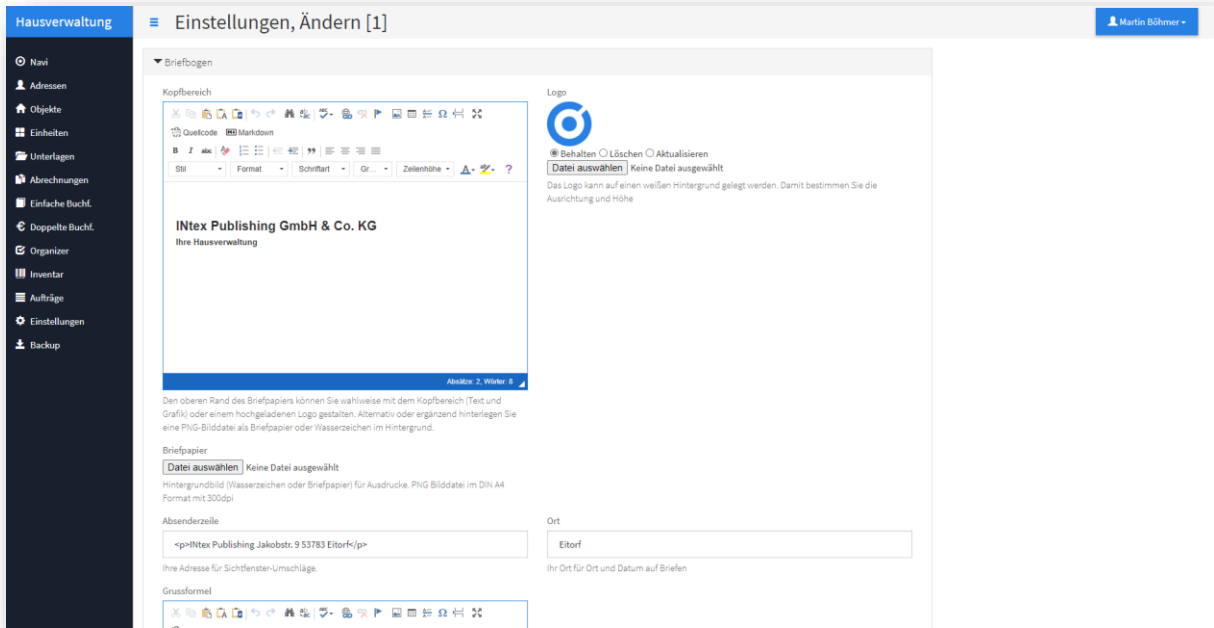 Hausverwaltung
Einstellungen, Ändern [1]
Martin Böhmer
Navi
Adressen
Objekte
Einheiten
Unterlagen
Abrechnungen
Einfache Buchf.
Doppelte Buchf.
Organizer
Inventar
Aufträge
Einstellungen
Backup
Briefbogen
Kopfbereich
Quellcode Markdown
Stil Format Schriftart Gr... Zeilenhöhe A ?
INtex Publishing GmbH & Co. KG
Ihre Hausverwaltung
Absätze: 2, Wörter: 8
Den oberen Rand des Briefpapiers können Sie wahlweise mit dem Kopfbereich (Text und
Grafik) oder einem hochgeladenen Logo gestalten. Alternativ oder ergänzend hinterlegen Sie
eine PNG-Bilddatei als Briefpapier oder Wasserzeichen im Hintergrund.
Logo
Behalten Löschen Aktualisieren
Datei auswählen Keine Datei ausgewählt
Das Logo kann auf einen weißen Hintergrund gelegt werden. Damit bestimmen Sie die
Ausrichtung und Höhe
Briefpapier
Datei auswählen Keine Datei ausgewählt
Hintergrundbild (Wasserzeichen oder Briefpapier) für Ausdrucke. PNG Bilddatei im DIN A4
Format mit 300dpi
Absenderzeile
<p>INtex Publishing Jakobstr. 9 53783 Eitorf</p>
Ihre Adresse für Sichtfenster-Umschläge.
Ort
Eitorf
Ihr Ort für Ort und Datum auf Briefen
Grussformel